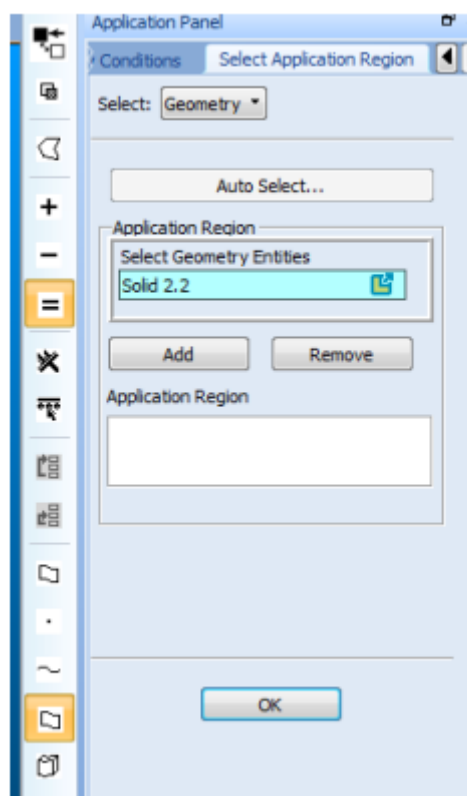 Application Panel
Conditions Select Application Region
Select: Geometry
Auto Select...
Application Region
Select Geometry Entities
Solid 2.2
Add Remove
Application Region
OK